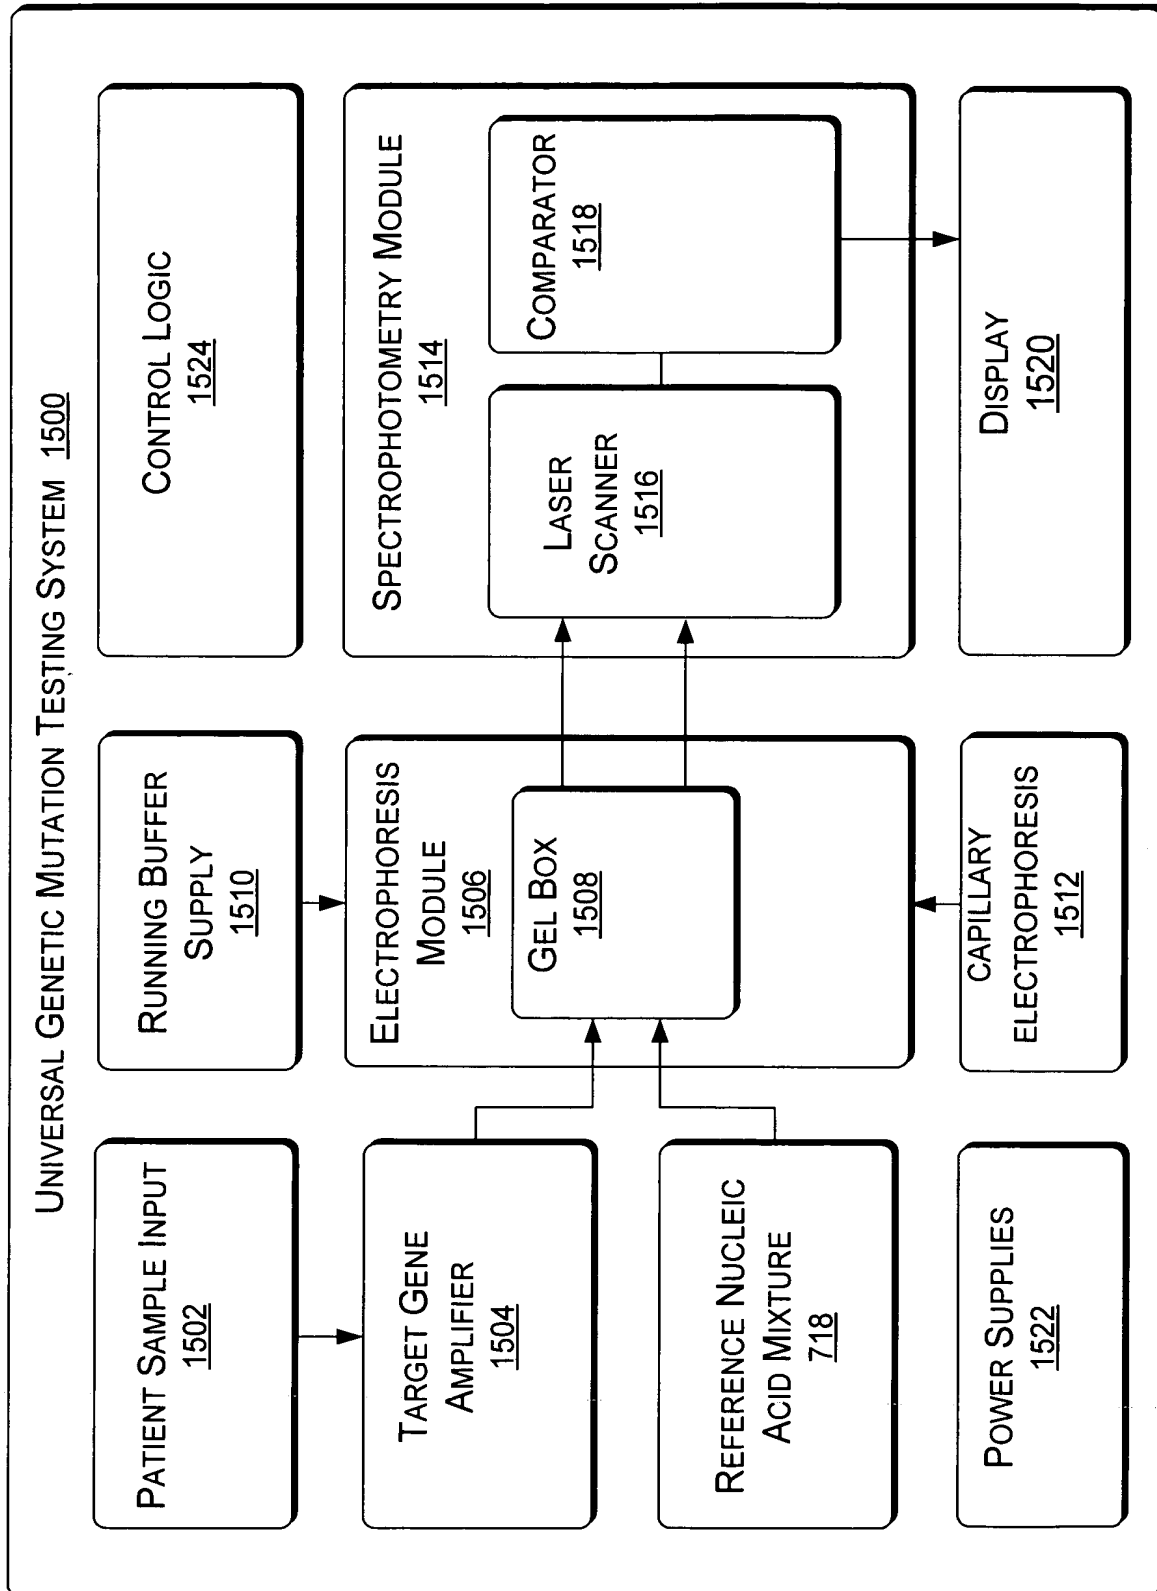 UNIVERSAL GENETIC MUTATION TESTING SYSTEM 1500
PATIENT SAMPLE INPUT
1502
TARGET GENE
AMPLIFIER
1504
REFERENCE NUCLEIC
ACID MIXTURE
718
POWER SUPPLIES
1522
RUNNING BUFFER
SUPPLY
1510
ELECTROPHORESIS
MODULE
1506
GEL BOX
1508
CAPILLARY
ELECTROPHORESIS
1512
CONTROL LOGIC
1524
SPECTROPHOTOMETRY MODULE
1514
LASER
SCANNER
1516
COMPARATOR
1518
DISPLAY
1520